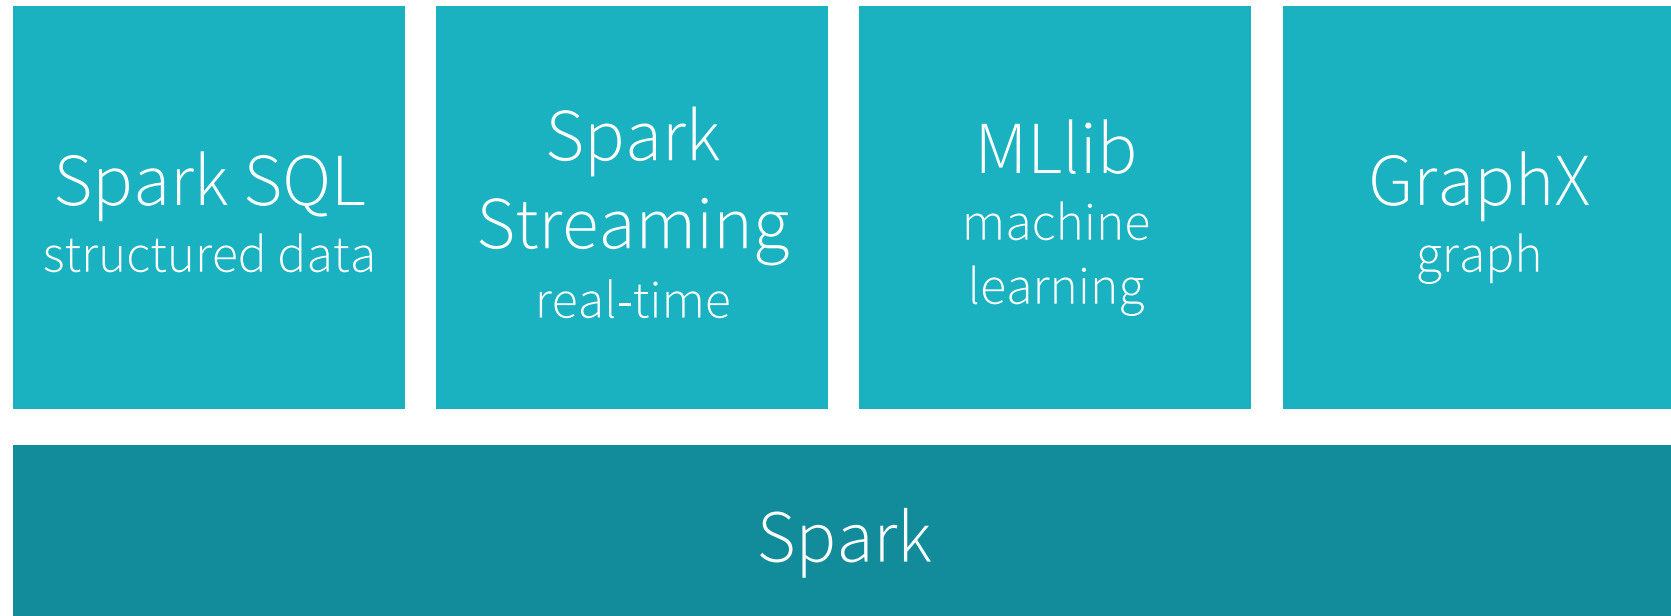 Spark SQL
structured data
Spark
Streaming
real-time
MLlib
machine
learning
GraphX
graph
Spark